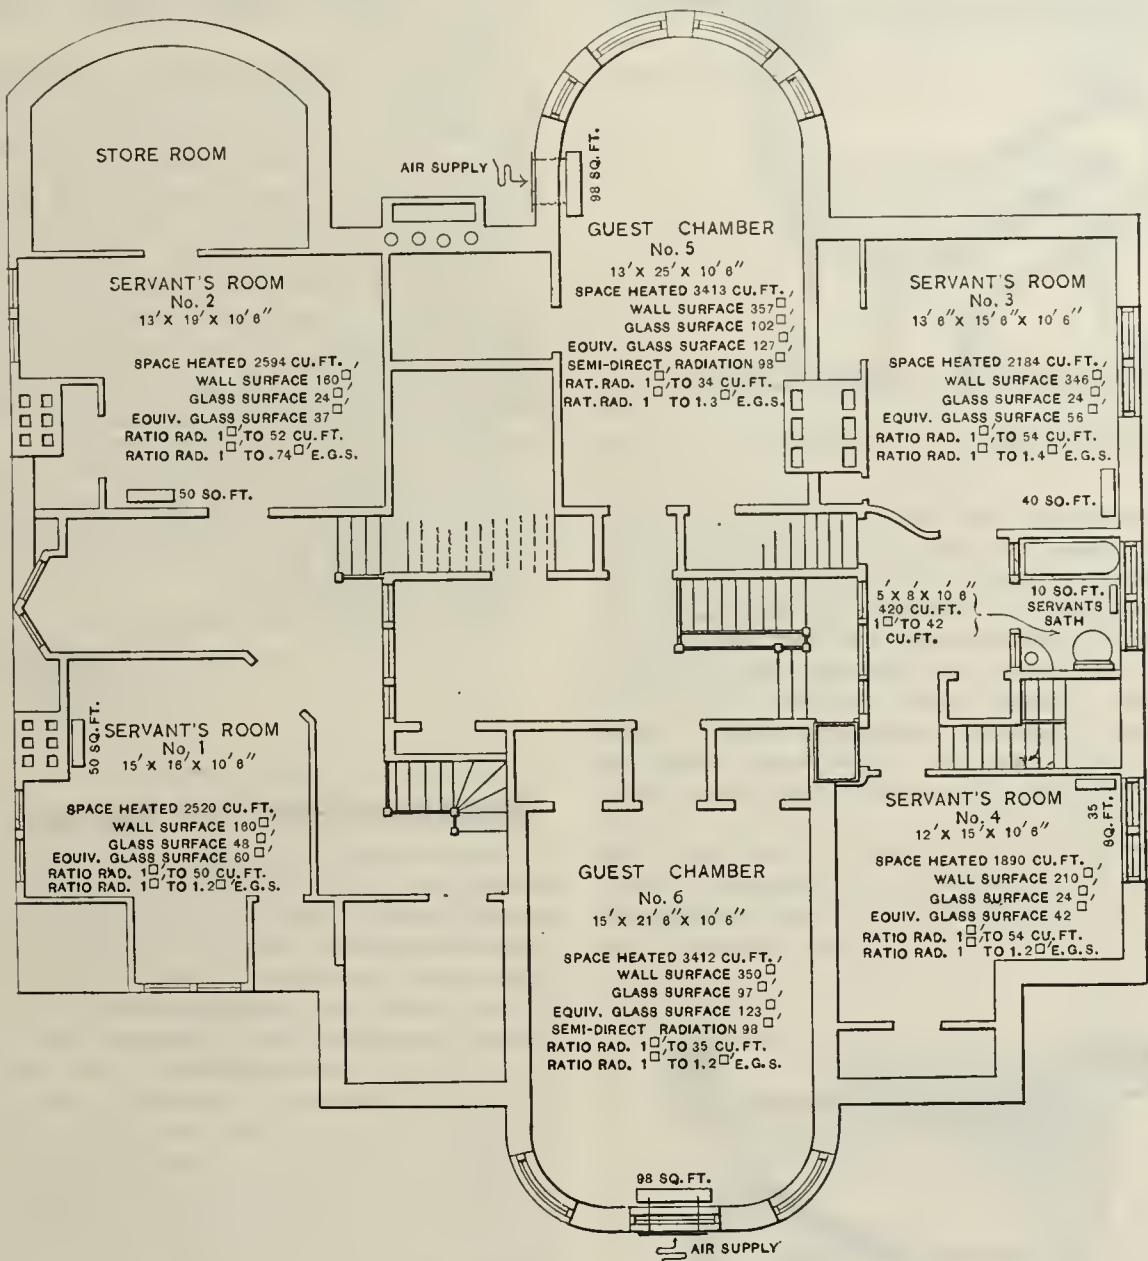 STORE ROOM
AIR SUPPLY
98 SQ. FT.
GUEST CHAMBER
No. 5
13′ X 25′ X 10′ 6″
SPACE HEATED 3413 CU. FT.
WALL SURFACE 357□′
GLASS SURFACE 102□′
EQUIV. GLASS SURFACE 127□′
SEMI-DIRECT RADIATION 98□′
RAT. RAD. 1□′ TO 34 CU. FT.
RAT. RAD. 1□′ TO 1.3□′ E.G.S.
SERVANT'S ROOM
No. 2
13′ X 19′ X 10′ 6″
SPACE HEATED 2594 CU. FT.
WALL SURFACE 160□′
GLASS SURFACE 24□′
EQUIV. GLASS SURFACE 37□′
RATIO RAD. 1□′ TO 52 CU. FT.
RATIO RAD. 1□′ TO .74□′ E.G.S.
50 SQ. FT.
SERVANT'S ROOM
No. 3
13′ 6″ X 15′ 6″ X 10′ 6″
SPACE HEATED 2184 CU. FT.
WALL SURFACE 346□′
GLASS SURFACE 24□′
EQUIV. GLASS SURFACE 56□′
RATIO RAD. 1□′ TO 54 CU. FT.
RATIO RAD. 1□′ TO 1.4□′ E.G.S.
40 SQ. FT.
5′ X 8′ X 10′ 6″
420 CU. FT.
1□′ TO 42
CU. FT.
10 SQ. FT.
SERVANTS
BATH
50 SQ. FT.
SERVANT'S ROOM
No. 1
15′ X 16′ X 10′ 6″
SPACE HEATED 2520 CU. FT.
WALL SURFACE 160□′
GLASS SURFACE 48□′
EQUIV. GLASS SURFACE 60□′
RATIO RAD. 1□′ TO 50 CU. FT.
RATIO RAD. 1□′ TO 1.2□′ E.G.S.
SERVANT'S ROOM
No. 4
12′ X 15′ X 10′ 6″
35
SQ. FT.
SPACE HEATED 1890 CU. FT.
WALL SURFACE 210□′
GLASS SURFACE 24□′
EQUIV. GLASS SURFACE 42□′
RATIO RAD. 1□′ TO 54 CU. FT.
RATIO RAD. 1□′ TO 1.2□′ E.G.S.
GUEST CHAMBER
No. 6
15′ X 21′ 6″ X 10′ 6″
SPACE HEATED 3412 CU. FT.
WALL SURFACE 350□′
GLASS SURFACE 97□′
EQUIV. GLASS SURFACE 123□′
SEMI-DIRECT RADIATION 98□′
RATIO RAD. 1□′ TO 35 CU. FT.
RATIO RAD. 1□′ TO 1.2□′ E.G.S.
98 SQ. FT.
AIR SUPPLY